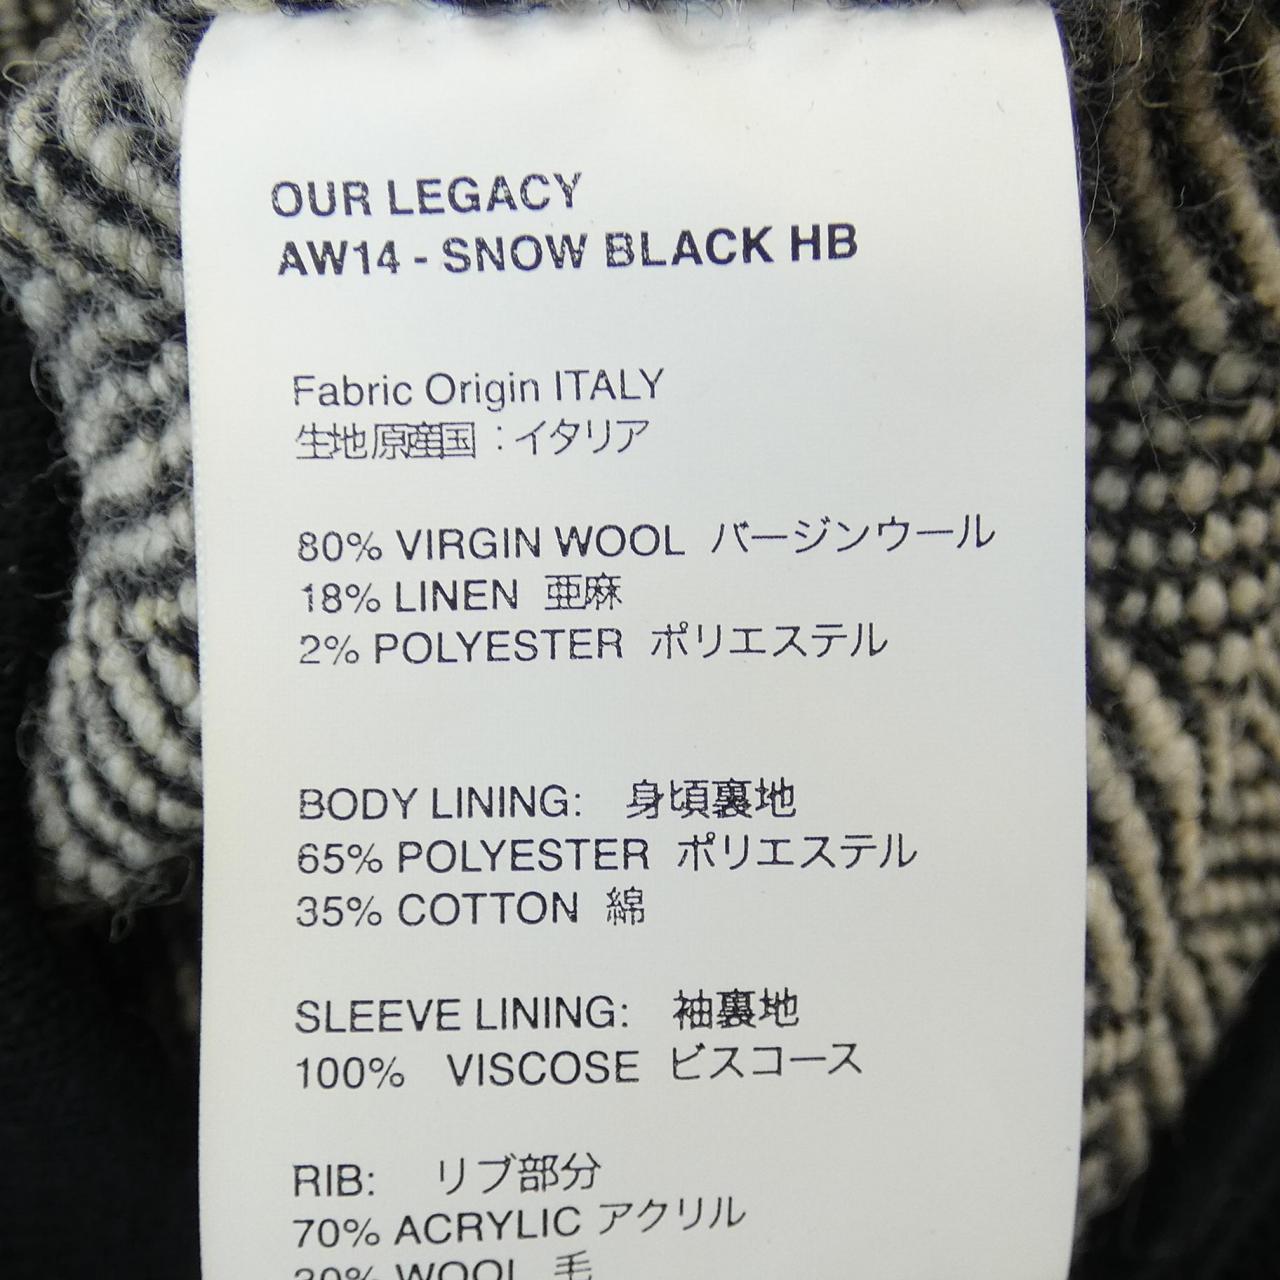 OUR LEGACY
AW14 - SNOW BLACK HB
Fabric Origin ITALY
生地原産国：イタリア
80% VIRGIN WOOL バージンウール
18% LINEN 亜麻
2% POLYESTER ポリエステル
BODY LINING: 身頃裏地
65% POLYESTER ポリエステル
35% COTTON 綿
SLEEVE LINING: 袖裏地
100% VISCOSE ビスコース
RIB: リブ部分
70% ACRYLIC アクリル
30% WOOL 毛